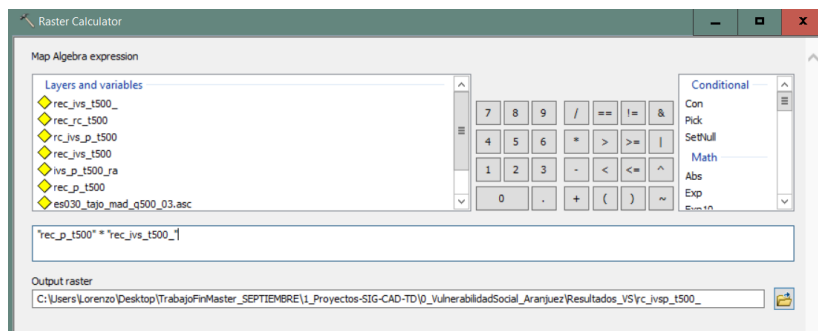 Raster Calculator
Map Algebra expression
Layers and variables
rec_ivs_t500_
rec_rc_t500
rc_ivs_p_t500
rec_ivs_t500
ivs_p_t500_ra
rec_p_t500
es030_tajo_mad_q500_03.asc
7 8 9 / == != &
4 5 6 * > >= |
1 2 3 - < <= ^
0 . + ( ) ~
Conditional
Con
Pick
SetNull
Math
Abs
Exp
Exp10
"rec_p_t500" * "rec_ivs_t500_"
Output raster
C:\Users\Lorenzo\Desktop\TrabajoFinMaster_SEPTIEMBRE\1_Proyectos-SIG-CAD-TD\0_VulnerabilidadSocial_Aranjuez\Resultados_VS\rc_ivsp_t500_